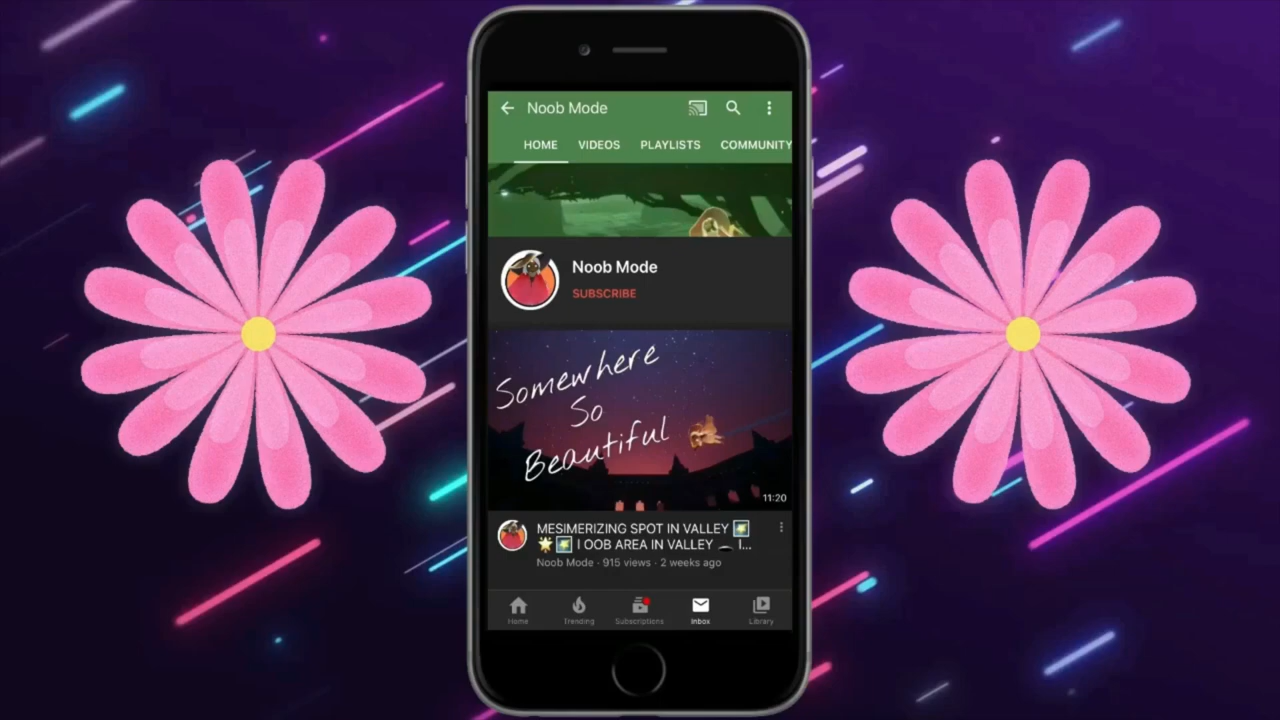 Noob Mode
HOME VIDEOS PLAYLISTS COMMUNITY
Noob Mode
SUBSCRIBE
Somewhere
So
Beautiful
11:20
MESIMERIZING SPOT IN VALLEY
I OOB AREA IN VALLEY I...
Noob Mode · 915 views · 2 weeks ago
Home Trending Subscriptions Inbox Library